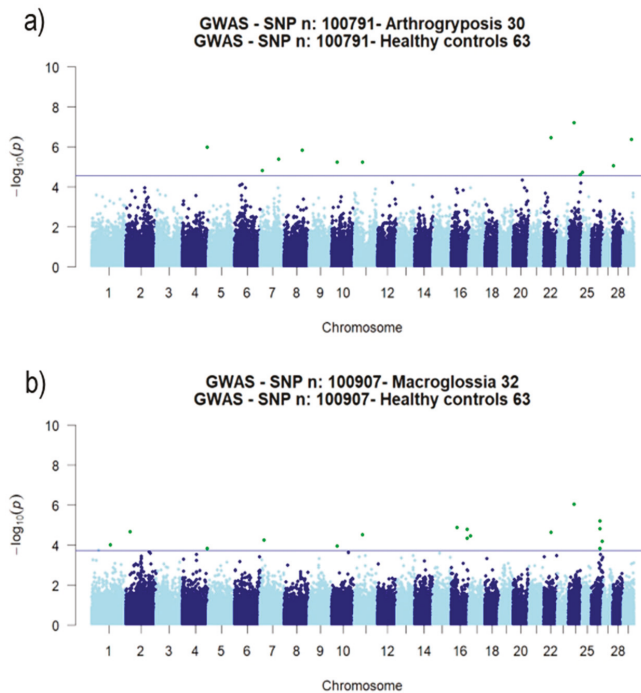 a)
GWAS - SNP n: 100791- Arthrogryposis 30
GWAS - SNP n: 100791- Healthy controls 63
10
8
6
4
2
0
−log10(p)
1 2 3 4 5 6 7 8 9 10 12 14 16 18 20 22 25 28
Chromosome
b)
GWAS - SNP n: 100907- Macroglossia 32
GWAS - SNP n: 100907- Healthy controls 63
10
8
6
4
2
0
−log10(p)
1 2 3 4 5 6 7 8 9 10 12 14 16 18 20 22 25 28
Chromosome